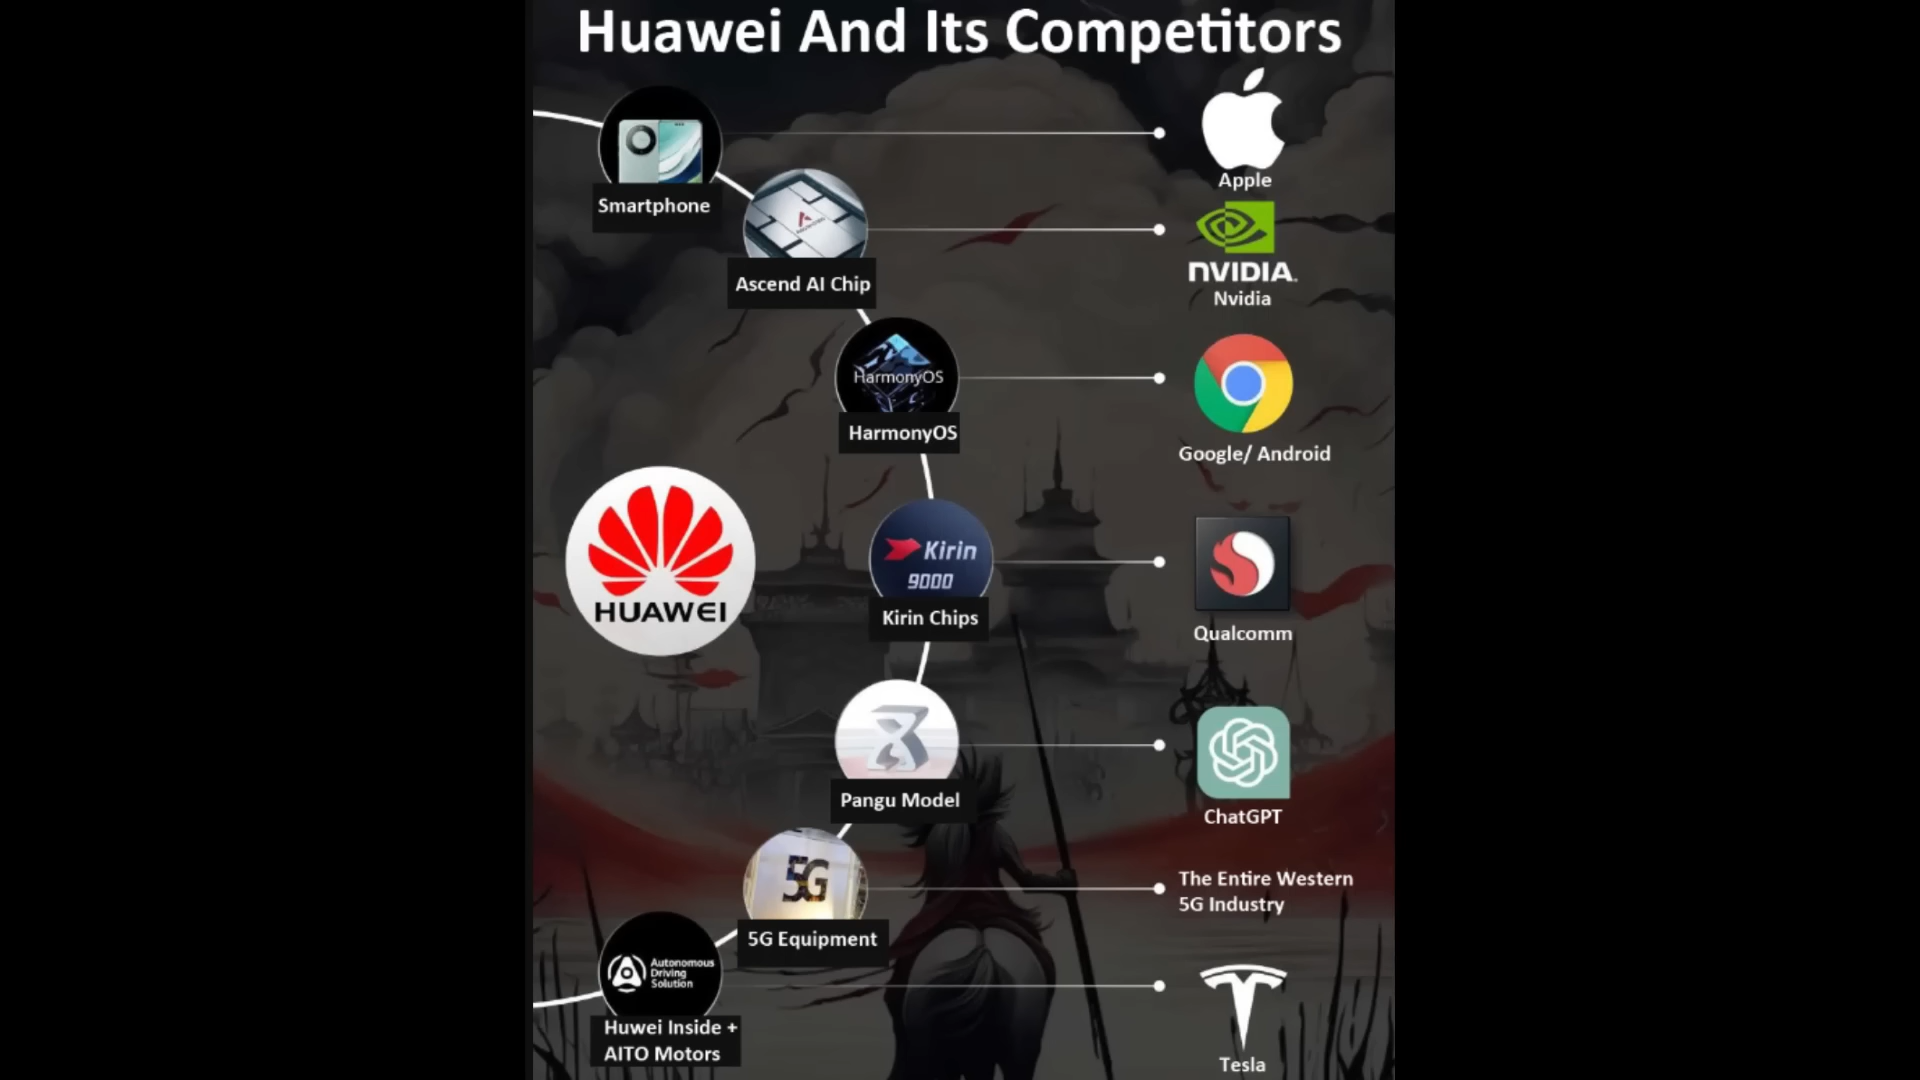 Huawei And Its Competitors
Smartphone
Apple
Ascend AI Chip
NVIDIA.
Nvidia
HarmonyOS
HarmonyOS
Google/ Android
HUAWEI
Kirin
9000
Kirin Chips
Qualcomm
Pangu Model
ChatGPT
5G
5G Equipment
The Entire Western
5G Industry
Autonomous
Driving
Solution
Huwei Inside +
AITO Motors
Tesla